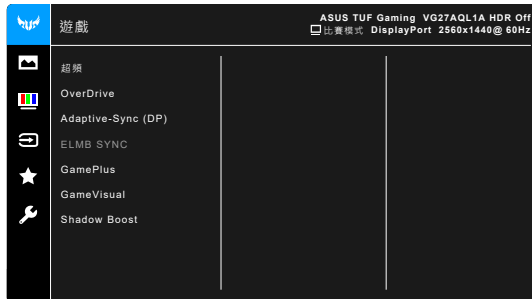 遊戲
ASUS TUF Gaming VG27AQL1A HDR Off
比賽模式 DisplayPort 2560x1440@ 60Hz
超頻
OverDrive
Adaptive-Sync (DP)
ELMB SYNC
GamePlus
GameVisual
Shadow Boost